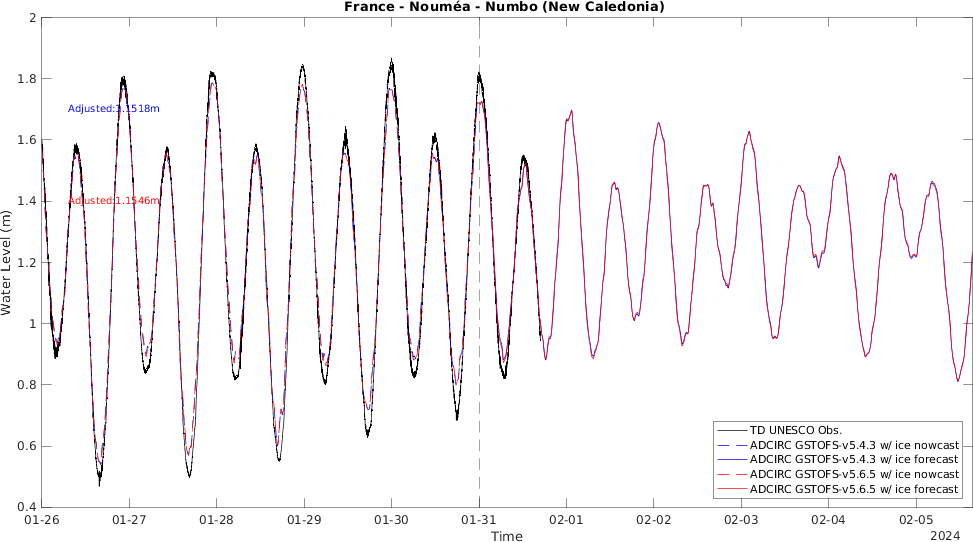 France - Nouméa - Numbo (New Caledonia)
2
1.8
1.6
1.4
1.2
1
0.8
0.6
0.4
Water Level (m)
Adjusted:1.1518m
Adjusted:1.1546m
TD UNESCO Obs.
ADCIRC GSTOFS-v5.4.3 w/ ice nowcast
ADCIRC GSTOFS-v5.4.3 w/ ice forecast
ADCIRC GSTOFS-v5.6.5 w/ ice nowcast
ADCIRC GSTOFS-v5.6.5 w/ ice forecast
01-26 01-27 01-28 01-29 01-30 01-31 02-01 02-02 02-03 02-04 02-05
Time
2024